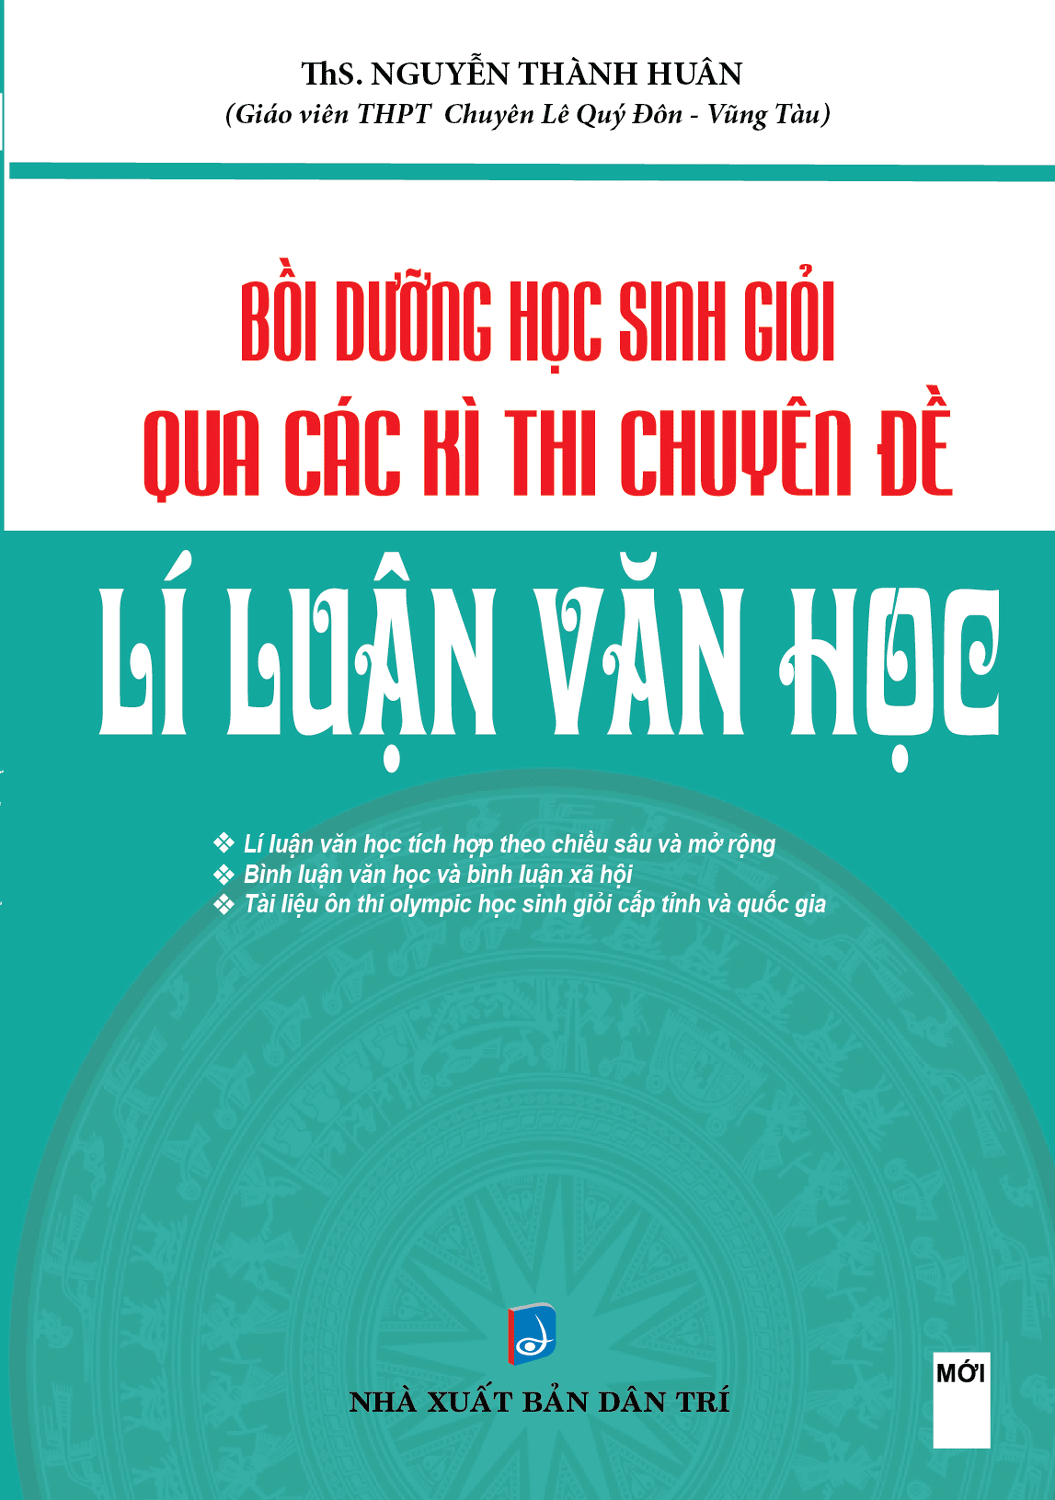 ThS. NGUYỄN THÀNH HUÂN
(Giáo viên THPT Chuyên Lê Quý Đôn - Vũng Tàu)
BỒI DƯỠNG HỌC SINH GIỎI
QUA CÁC KÌ THI CHUYÊN ĐỀ
LÍ LUẬN VĂN HỌC
❖ Lí luận văn học tích hợp theo chiều sâu và mở rộng
❖ Bình luận văn học và bình luận xã hội
❖ Tài liệu ôn thi olympic học sinh giỏi cấp tỉnh và quốc gia
MỚI
NHÀ XUẤT BẢN DÂN TRÍ